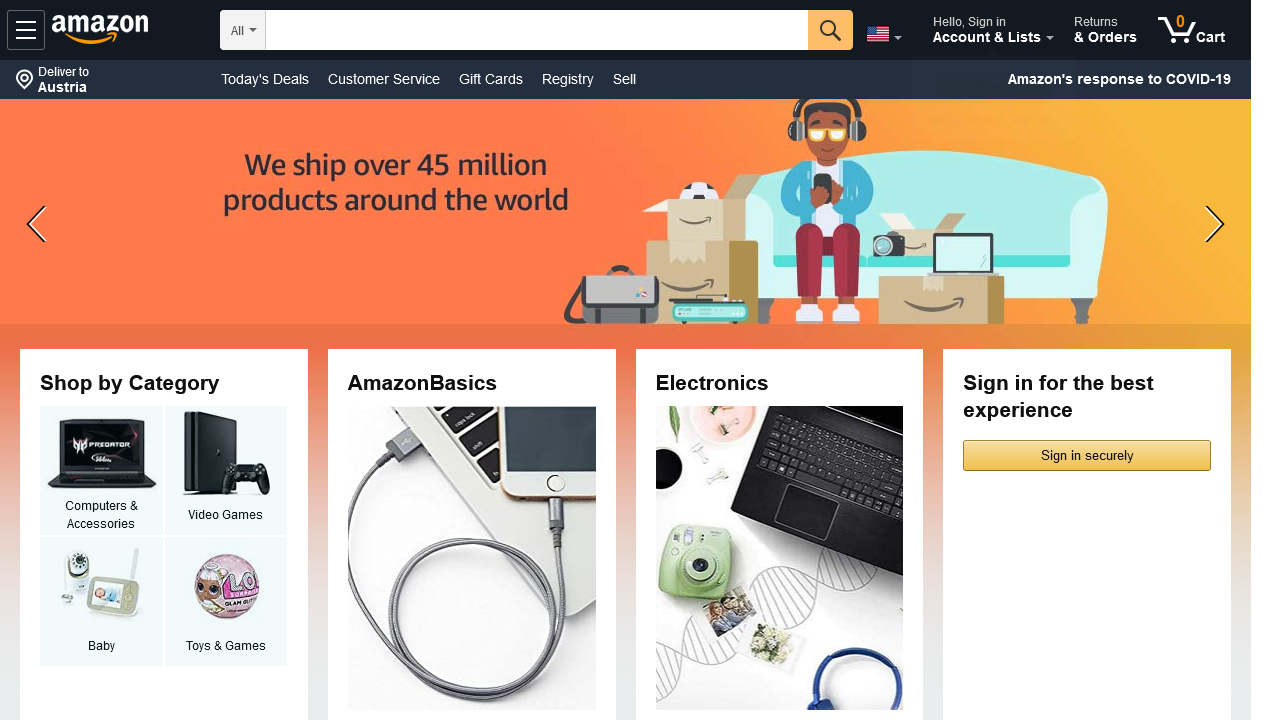 amazon
All
Hello, Sign in
Account & Lists
Returns
& Orders
0
Cart
Deliver to
Austria
Today's Deals
Customer Service
Gift Cards
Registry
Sell
Amazon's response to COVID-19
We ship over 45 million
products around the world
Shop by Category
PREDATOR
Computers &
Accessories
Video Games
Baby
L.O.L.
SURPRISE!
Toys & Games
AmazonBasics
shift
Electronics
Sign in for the best
experience
Sign in securely